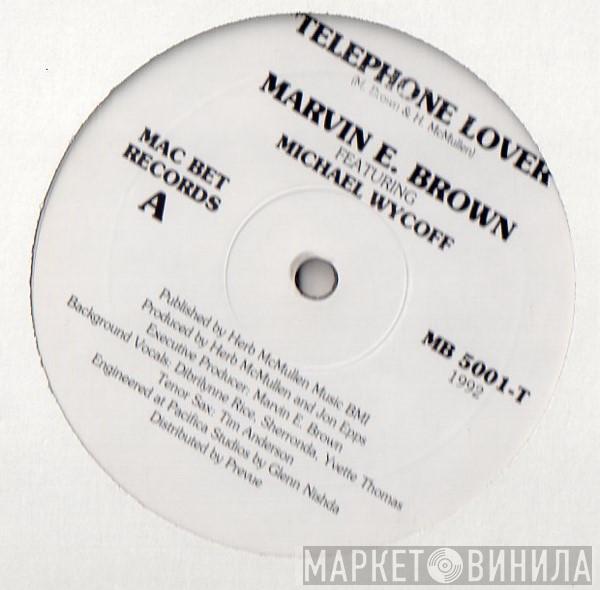 TELEPHONE LOVER
(M. Brown & H. McMullen)
MARVIN E. BROWN
FEATURING
MICHAEL WYCOFF
MAC BET
RECORDS
A
MB 5001-T
1992
Published by Herb McMullen Music BMI
Produced by Herb McMullen and Jon Epps
Executive Producer: Marvin E. Brown
Background Vocals: Dibrilynne Rice, Sherronda, Yvette Thomas
Tenor Sax: Tim Anderson
Engineered at Pacifica Studios by Glenn Nishda
Distributed by Prevue
МАРКЕТ ВИНИЛА